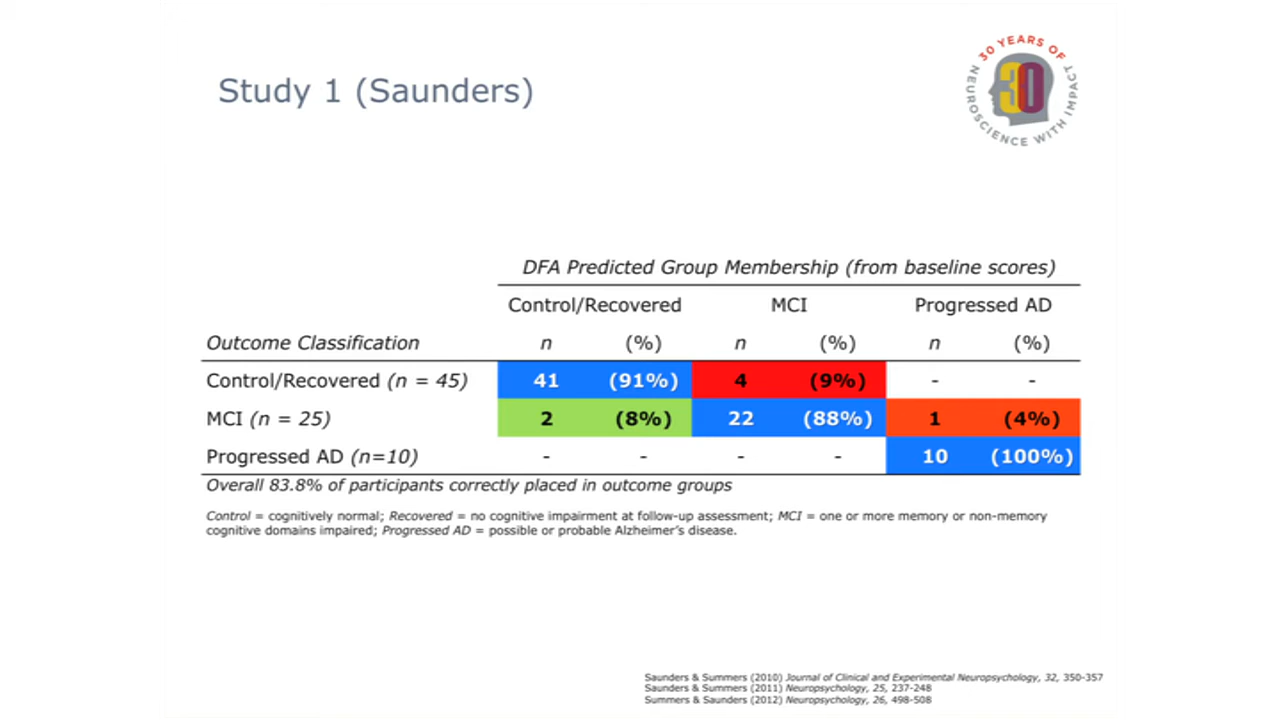 Study 1 (Saunders)
30 YEARS OF
NEUROSCIENCE WITH IMPACT
30
DFA Predicted Group Membership (from baseline scores)
Control/Recovered MCI Progressed AD
Outcome Classification n (%) n (%) n (%)
Control/Recovered (n = 45) 41 (91%) 4 (9%) - -
MCI (n = 25) 2 (8%) 22 (88%) 1 (4%)
Progressed AD (n=10) - - - - 10 (100%)
Overall 83.8% of participants correctly placed in outcome groups
Control = cognitively normal; Recovered = no cognitive impairment at follow-up assessment; MCI = one or more memory or non-memory
cognitive domains impaired; Progressed AD = possible or probable Alzheimer's disease.
Saunders & Summers (2010) Journal of Clinical and Experimental Neuropsychology, 32, 350-357
Saunders & Summers (2011) Neuropsychology, 25, 237-248
Summers & Saunders (2012) Neuropsychology, 26, 498-508